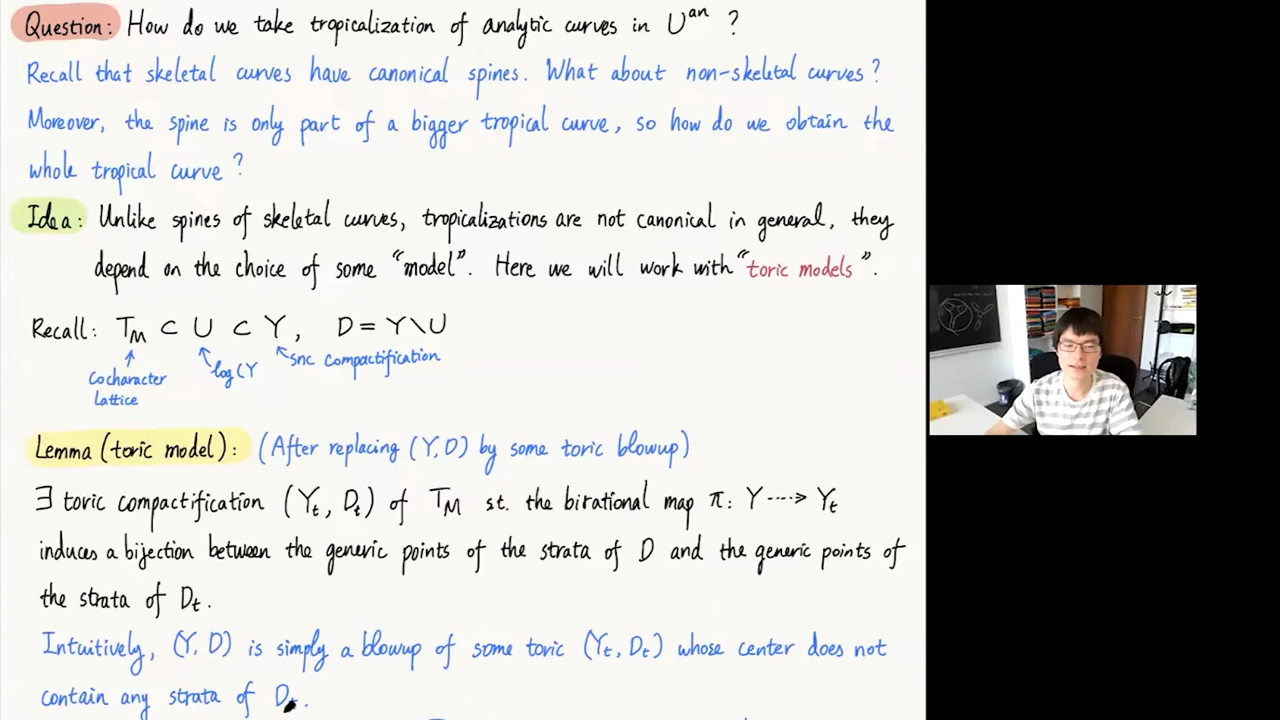 Question: How do we take tropicalization of analytic curves in U^an ?
Recall that skeletal curves have canonical spines. What about non-skeletal curves?
Moreover, the spine is only part of a bigger tropical curve, so how do we obtain the
whole tropical curve?
Idea: Unlike spines of skeletal curves, tropicalizations are not canonical in general, they
depend on the choice of some "model". Here we will work with "toric models".
Recall: T_M ⊂ U ⊂ Y, D = Y \ U
↑ ↖ log CY ↖ snc compactification
Cocharacter
lattice
Lemma (toric model): (After replacing (Y, D) by some toric blowup)
∃ toric compactification (Y_t, D_t) of T_M s.t. the birational map π: Y ⇢ Y_t
induces a bijection between the generic points of the strata of D and the generic points of
the strata of D_t.
Intuitively, (Y, D) is simply a blowup of some toric (Y_t, D_t) whose center does not
contain any strata of D_t.